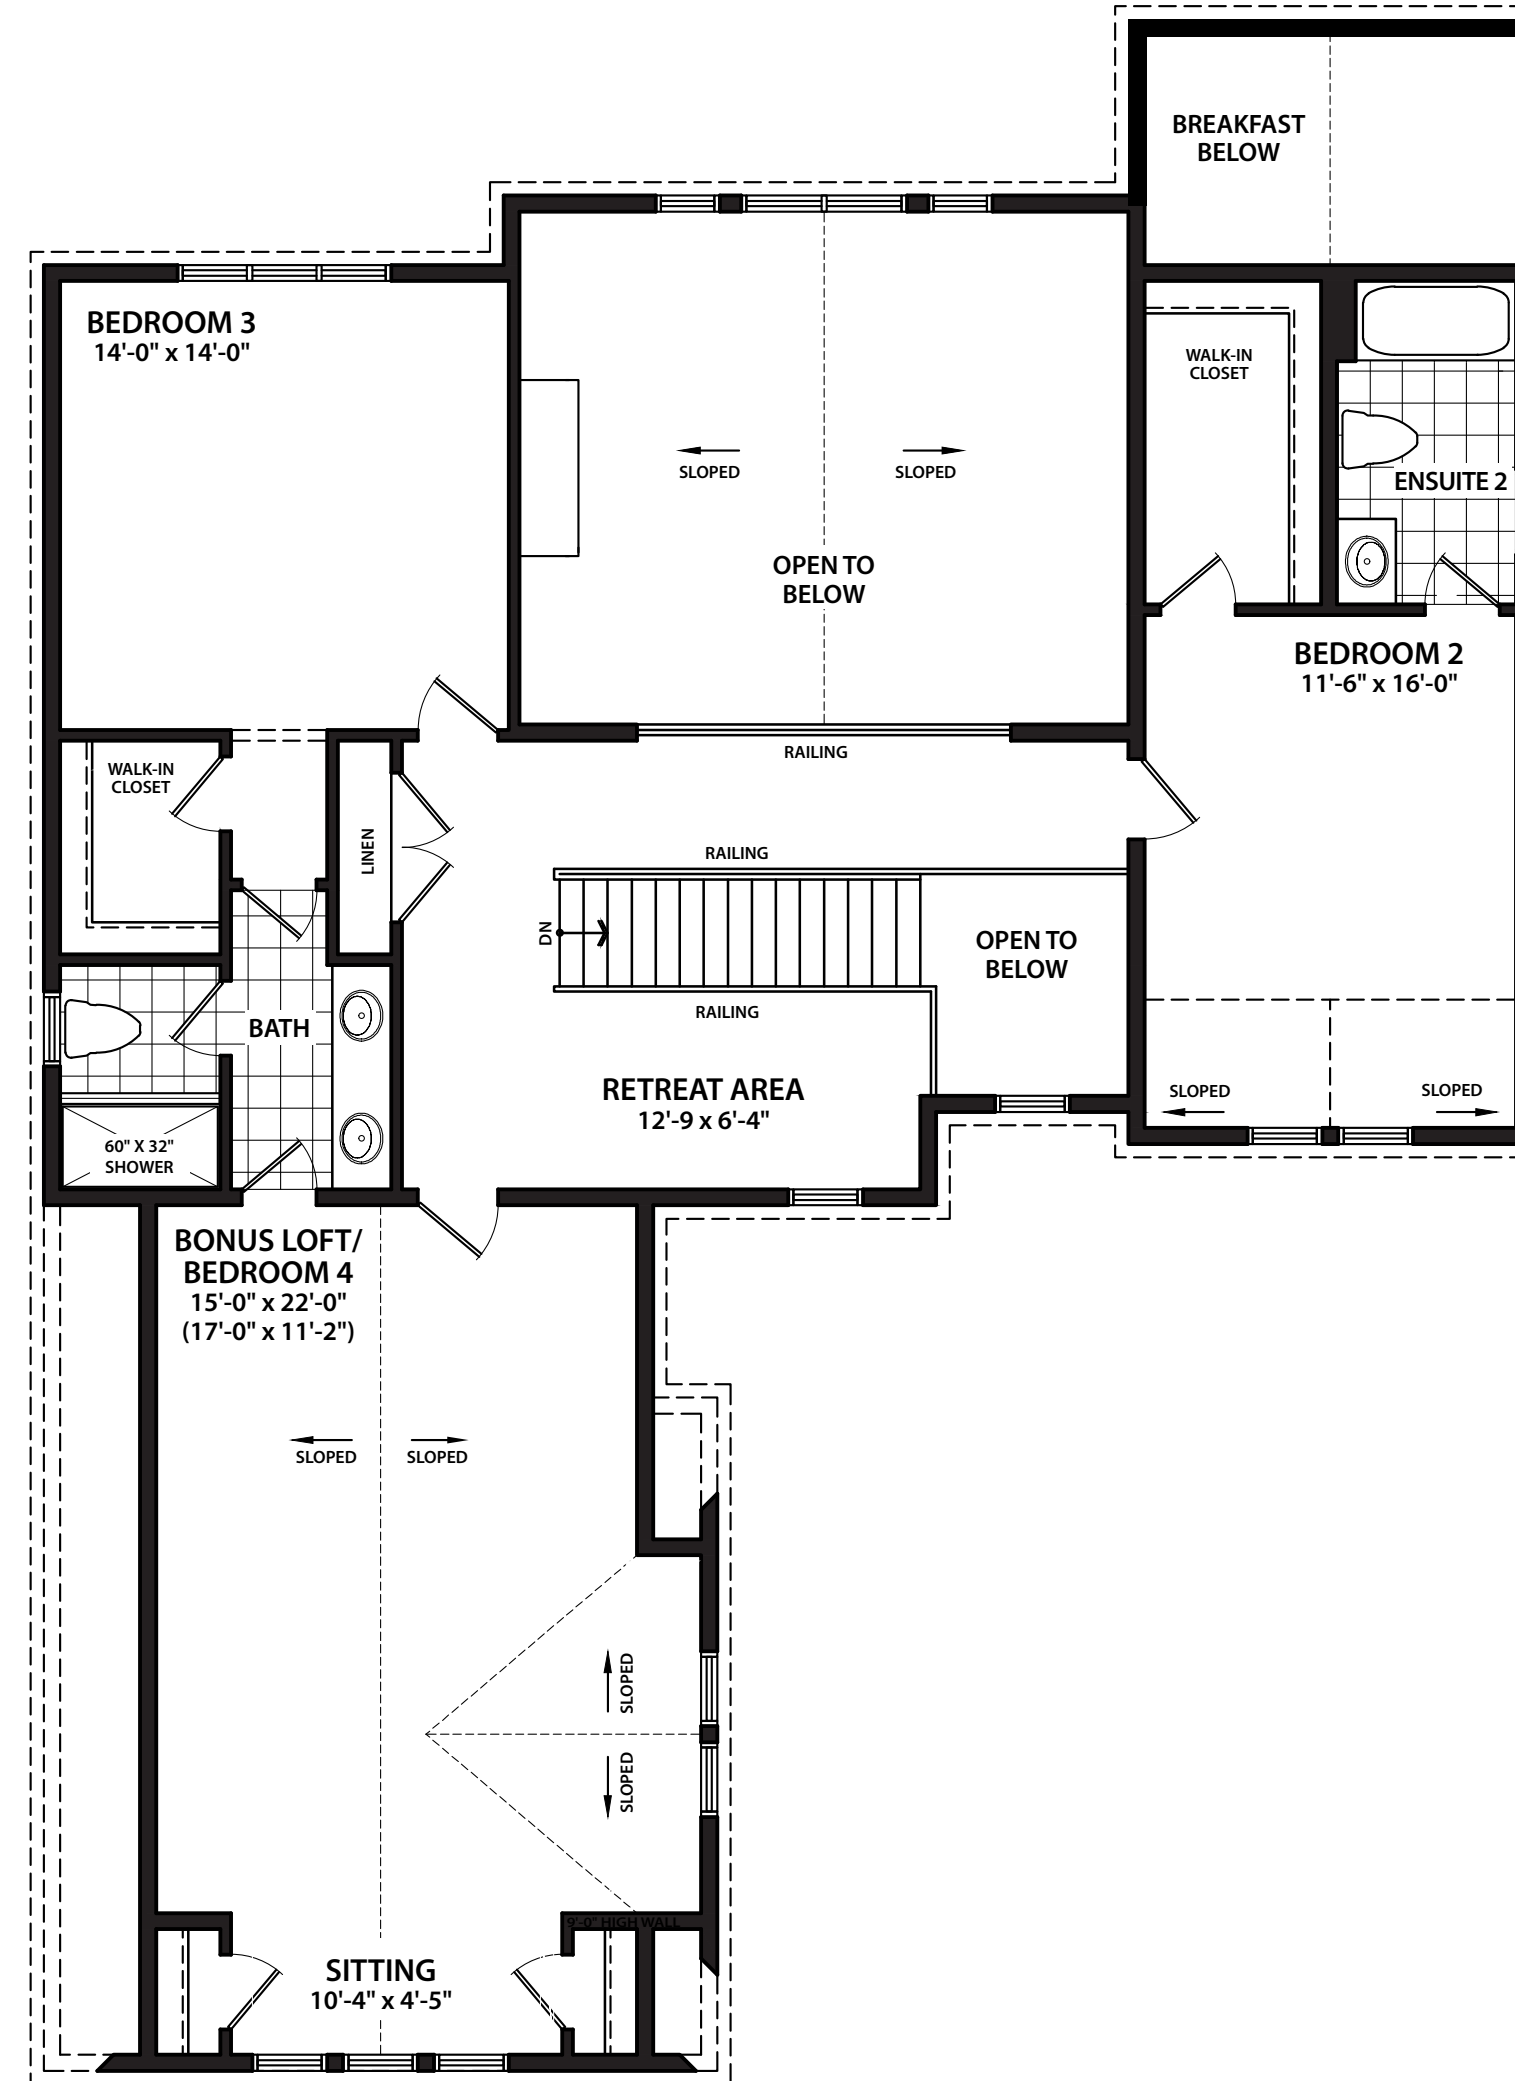 BREAKFAST
BELOW
BEDROOM 3
14'-0" x 14'-0"
WALK-IN
CLOSET
SLOPED
SLOPED
ENSUITE 2
OPEN TO
BELOW
BEDROOM 2
11'-6" x 16'-0"
RAILING
WALK-IN
CLOSET
LINEN
RAILING
DN
OPEN TO
BELOW
RAILING
BATH
RETREAT AREA
12'-9 x 6'-4"
SLOPED
SLOPED
60" X 32"
SHOWER
BONUS LOFT/
BEDROOM 4
15'-0" x 22'-0"
(17'-0" x 11'-2")
SLOPED
SLOPED
SLOPED
SLOPED
9'-0" HIGH WALL
SITTING
10'-4" x 4'-5"